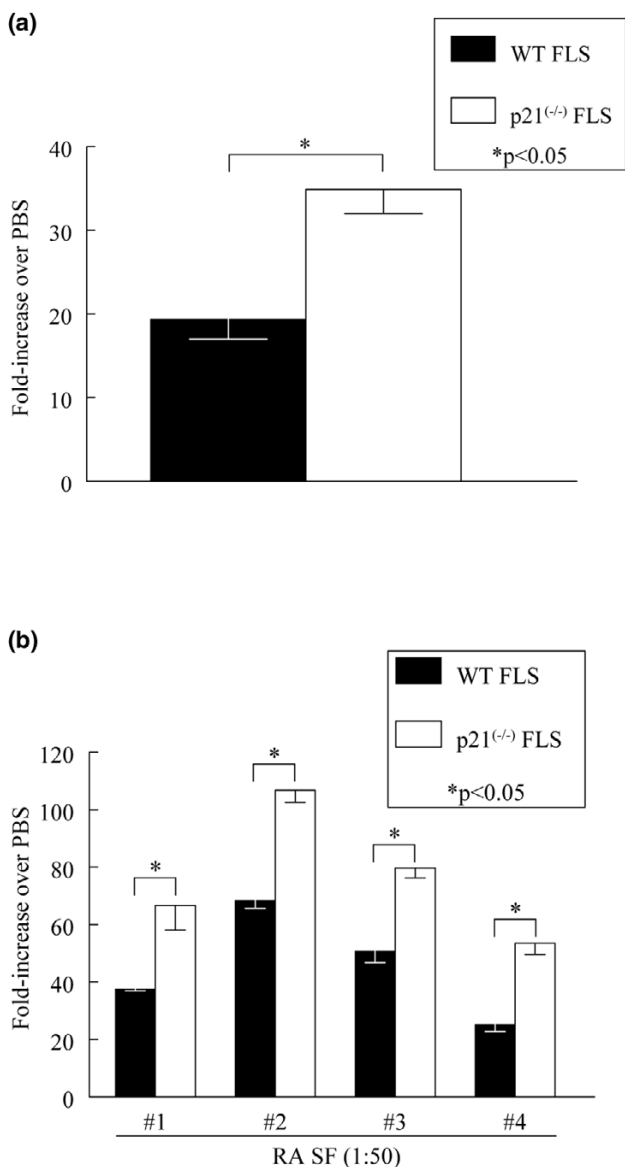 (a)
WT FLS
p21(-/-) FLS
*p<0.05
*
Fold-increase over PBS
40
30
20
10
0
(b)
WT FLS
p21(-/-) FLS
*p<0.05
Fold-increase over PBS
120
100
80
60
40
20
0
*
*
*
*
#1 #2 #3 #4
RA SF (1:50)